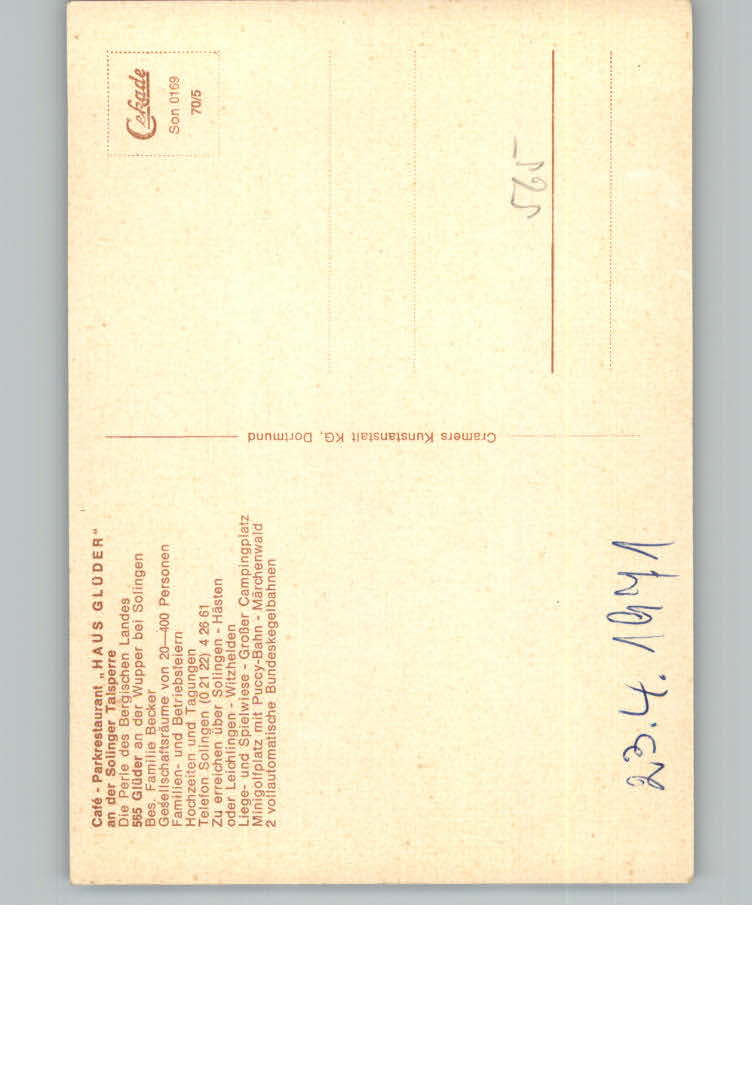 Café - Parkrestaurant „HAUS GLÜDER"
an der Solinger Talsperre
Die Perle des Bergischen Landes
565 Glüder an der Wupper bei Solingen
Bes. Familie Becker
Gesellschaftsräume von 20—400 Personen
Familien- und Betriebsfeiern
Hochzeiten und Tagungen
Telefon Solingen (0 21 22) 4 26 61
Zu erreichen über Solingen - Hästen
oder Leichlingen - Witzhelden
Liege- und Spielwiese - Großer Campingplatz
Minigolfplatz mit Puccy-Bahn - Märchenwald
2 vollautomatische Bundeskegelbahnen
23.4.1971
Cramers Kunstanstalt KG, Dortmund
Cekade
Son 0169
70/5
565